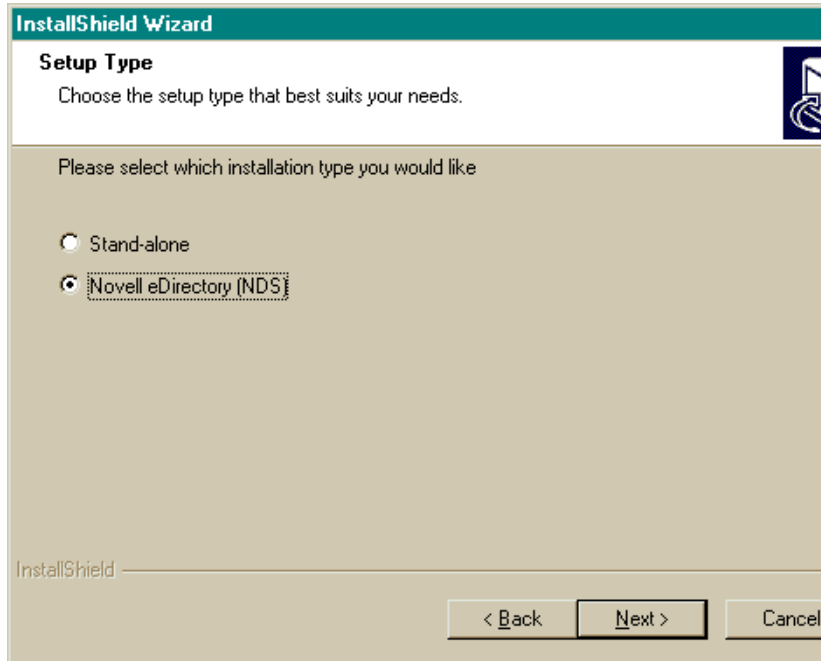 InstallShield Wizard
Setup Type
Choose the setup type that best suits your needs.
Please select which installation type you would like
Stand-alone
Novell eDirectory (NDS)
InstallShield
< Back
Next >
Cancel